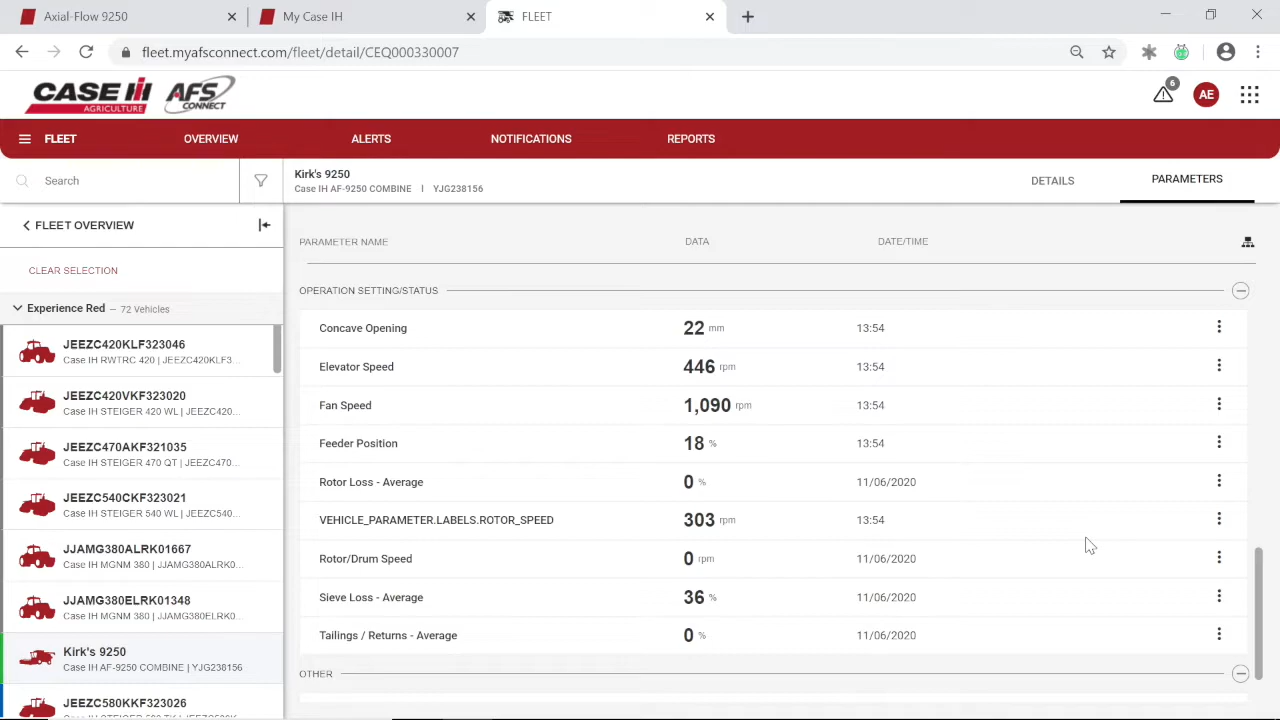 Axial-Flow 9250
My Case IH
FLEET
fleet.myafsconnect.com/fleet/detail/CEQ000330007
CASE IH
AGRICULTURE
AFS
CONNECT
6
AE
FLEET
OVERVIEW
ALERTS
NOTIFICATIONS
REPORTS
Search
Kirk's 9250
Case IH AF-9250 COMBINE | YJG238156
DETAILS
PARAMETERS
FLEET OVERVIEW
CLEAR SELECTION
Experience Red – 72 Vehicles
JEEZC420KLF323046
Case IH RWTRC 420 | JEEZC420KLF3...
JEEZC420VKF323020
Case IH STEIGER 420 WL | JEEZC420...
JEEZC470AKF321035
Case IH STEIGER 470 QT | JEEZC470...
JEEZC540CKF323021
Case IH STEIGER 540 WL | JEEZC540...
JJAMG380ALRK01667
Case IH MGNM 380 | JJAMG380ALRK0...
JJAMG380ELRK01348
Case IH MGNM 380 | JJAMG380ELRK0...
Kirk's 9250
Case IH AF-9250 COMBINE | YJG238156
JEEZC580KKF323026
PARAMETER NAME DATA DATE/TIME
OPERATION SETTING/STATUS
Concave Opening 22 mm 13:54
Elevator Speed 446 rpm 13:54
Fan Speed 1,090 rpm 13:54
Feeder Position 18 % 13:54
Rotor Loss - Average 0 % 11/06/2020
VEHICLE_PARAMETER.LABELS.ROTOR_SPEED 303 rpm 13:54
Rotor/Drum Speed 0 rpm 11/06/2020
Sieve Loss - Average 36 % 11/06/2020
Tailings / Returns - Average 0 % 11/06/2020
OTHER